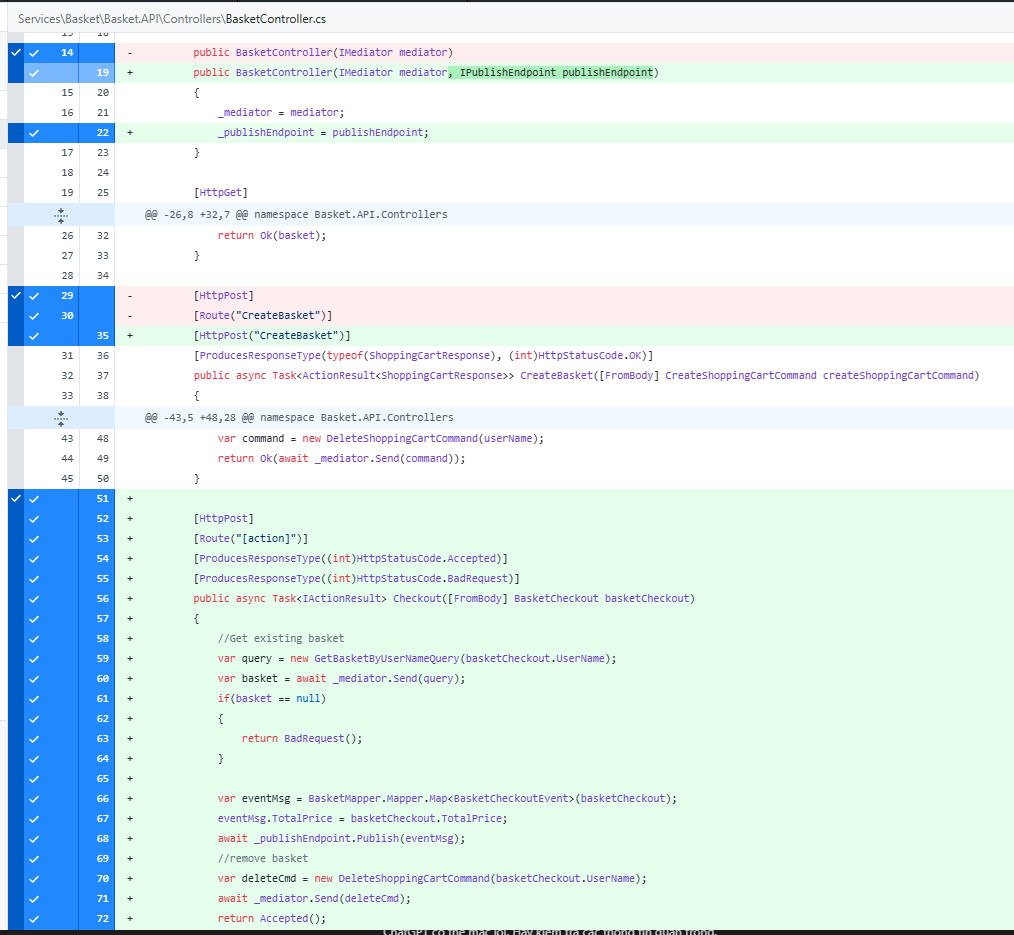 Services\Basket\Basket.API\Controllers\BasketController.cs
14 - public BasketController(IMediator mediator)
19 + public BasketController(IMediator mediator, IPublishEndpoint publishEndpoint)
15 20 {
16 21 _mediator = mediator;
22 + _publishEndpoint = publishEndpoint;
17 23 }
18 24
19 25 [HttpGet]
@@ -26,8 +32,7 @@ namespace Basket.API.Controllers
26 32 return Ok(basket);
27 33 }
28 34
29 - [HttpPost]
30 - [Route("CreateBasket")]
35 + [HttpPost("CreateBasket")]
31 36 [ProducesResponseType(typeof(ShoppingCartResponse), (int)HttpStatusCode.OK)]
32 37 public async Task<ActionResult<ShoppingCartResponse>> CreateBasket([FromBody] CreateShoppingCartCommand createShoppingCartCommand)
33 38 {
@@ -43,5 +48,28 @@ namespace Basket.API.Controllers
43 48 var command = new DeleteShoppingCartCommand(userName);
44 49 return Ok(await _mediator.Send(command));
45 50 }
51 +
52 + [HttpPost]
53 + [Route("[action]")]
54 + [ProducesResponseType((int)HttpStatusCode.Accepted)]
55 + [ProducesResponseType((int)HttpStatusCode.BadRequest)]
56 + public async Task<IActionResult> Checkout([FromBody] BasketCheckout basketCheckout)
57 + {
58 + //Get existing basket
59 + var query = new GetBasketByUserNameQuery(basketCheckout.UserName);
60 + var basket = await _mediator.Send(query);
61 + if(basket == null)
62 + {
63 + return BadRequest();
64 + }
65 +
66 + var eventMsg = BasketMapper.Mapper.Map<BasketCheckoutEvent>(basketCheckout);
67 + eventMsg.TotalPrice = basketCheckout.TotalPrice;
68 + await _publishEndpoint.Publish(eventMsg);
69 + //remove basket
70 + var deleteCmd = new DeleteShoppingCartCommand(basketCheckout.UserName);
71 + await _mediator.Send(deleteCmd);
72 + return Accepted();